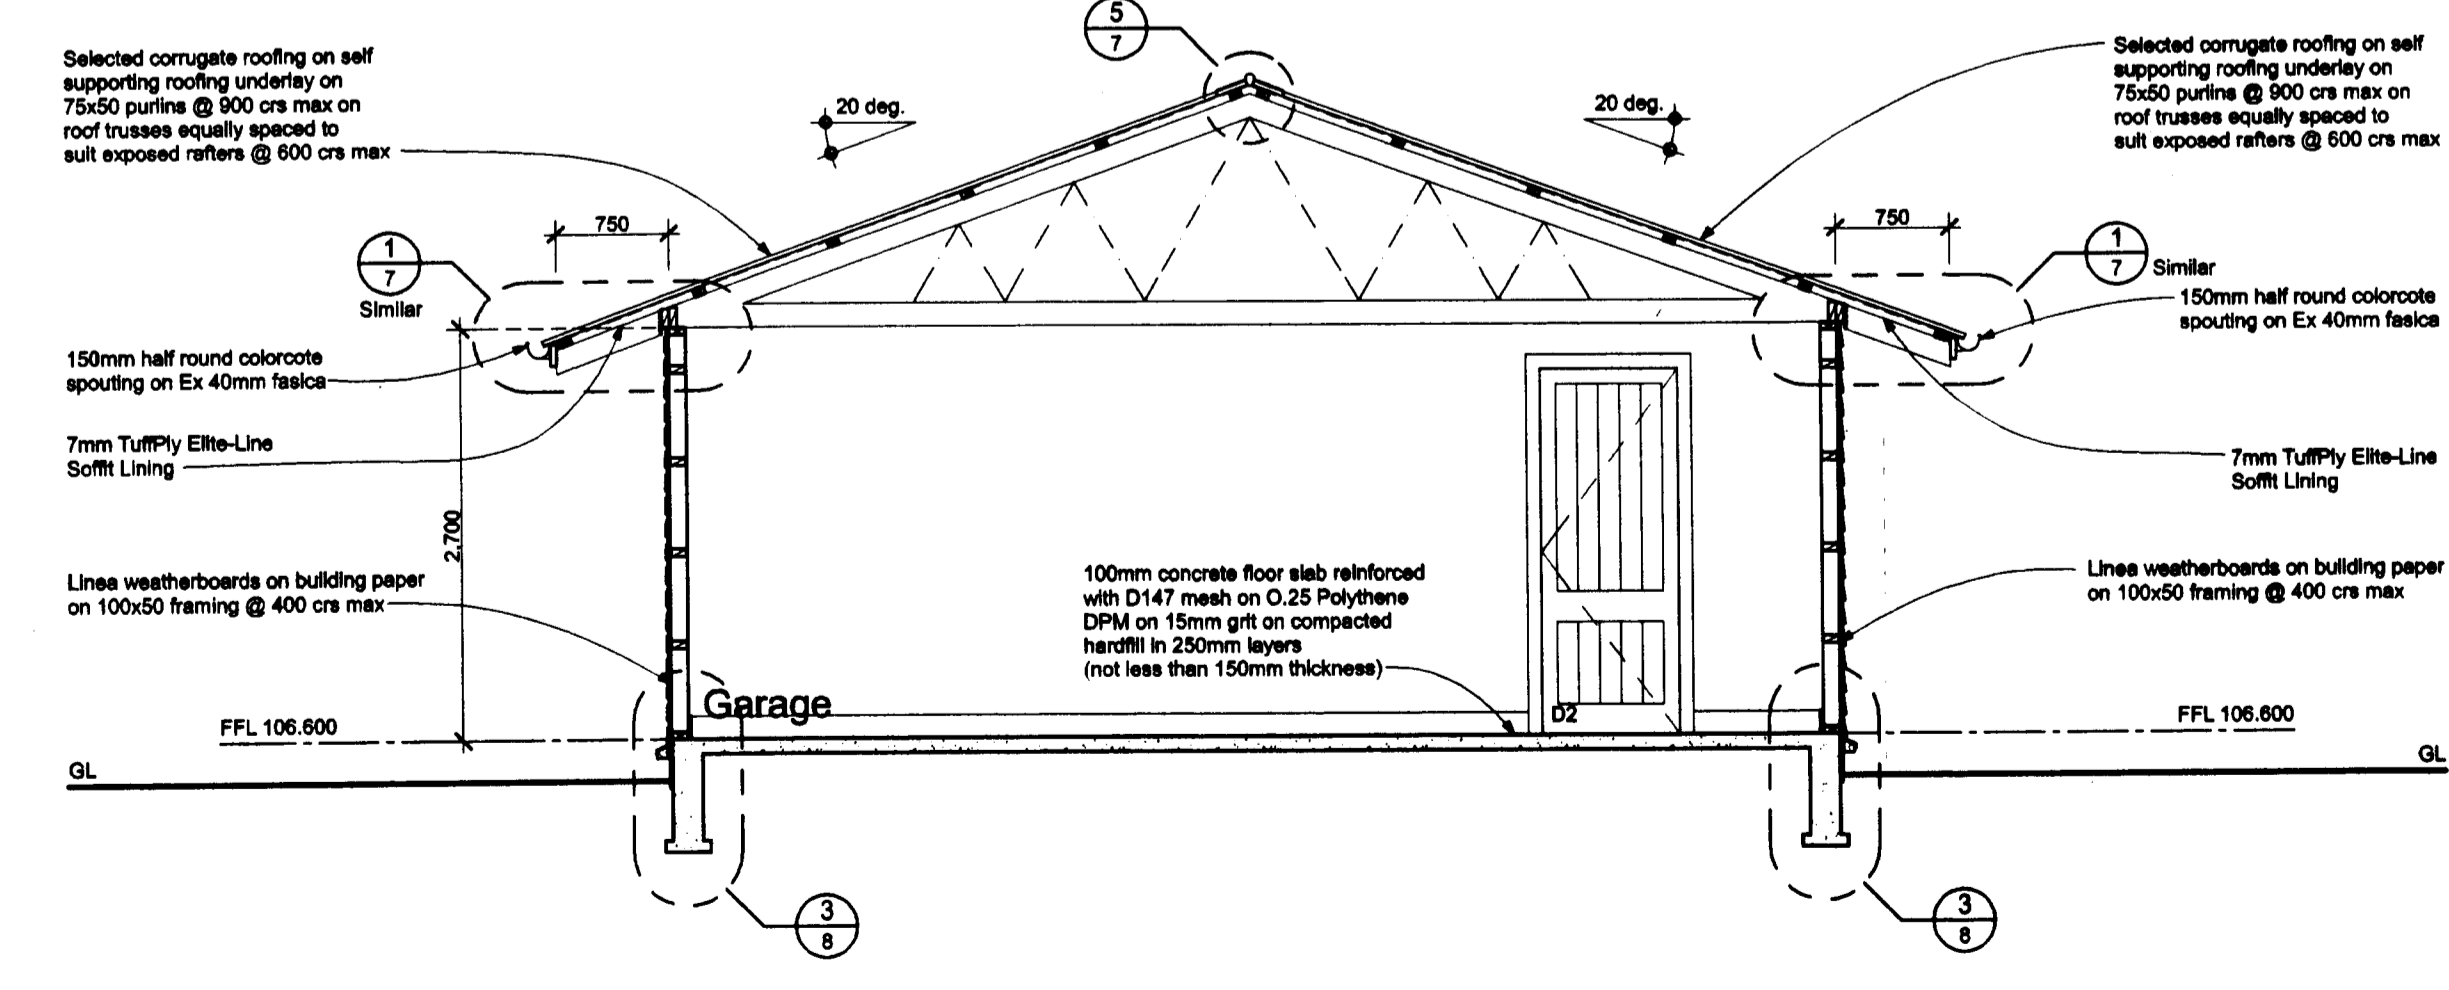 5
7
Selected corrugate roofing on self
supporting roofing underlay on
75x50 purlins @ 900 crs max on
roof trusses equally spaced to
suit exposed rafters @ 600 crs max
20 deg.
20 deg.
Selected corrugate roofing on self
supporting roofing underlay on
75x50 purlins @ 900 crs max on
roof trusses equally spaced to
suit exposed rafters @ 600 crs max
750
750
1
7
Similar
1
7
Similar
150mm half round colorcote
spouting on Ex 40mm fasica
150mm half round colorcote
spouting on Ex 40mm fasica
7mm TuffPly Elite-Line
Soffit Lining
7mm TuffPly Elite-Line
Soffit Lining
2,700
Linea weatherboards on building paper
on 100x50 framing @ 400 crs max
100mm concrete floor slab reinforced
with D147 mesh on O.25 Polythene
DPM on 15mm grit on compacted
hardfill in 250mm layers
(not less than 150mm thickness)
Linea weatherboards on building paper
on 100x50 framing @ 400 crs max
Garage
D2
FFL 106.600
FFL 106.600
GL
GL
3
8
3
8